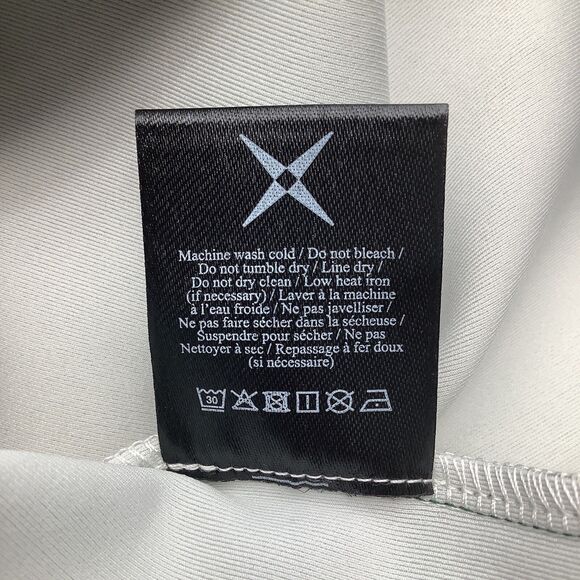 Machine wash cold / Do not bleach /
Do not tumble dry / Line dry /
Do not dry clean / Low heat iron
(if necessary) / Laver à la machine
à l'eau froide / Ne pas javelliser /
Ne pas faire sécher dans la sécheuse /
Suspendre pour sécher / Ne pas
Nettoyer à sec / Repassage à fer doux
(si nécessaire)
30